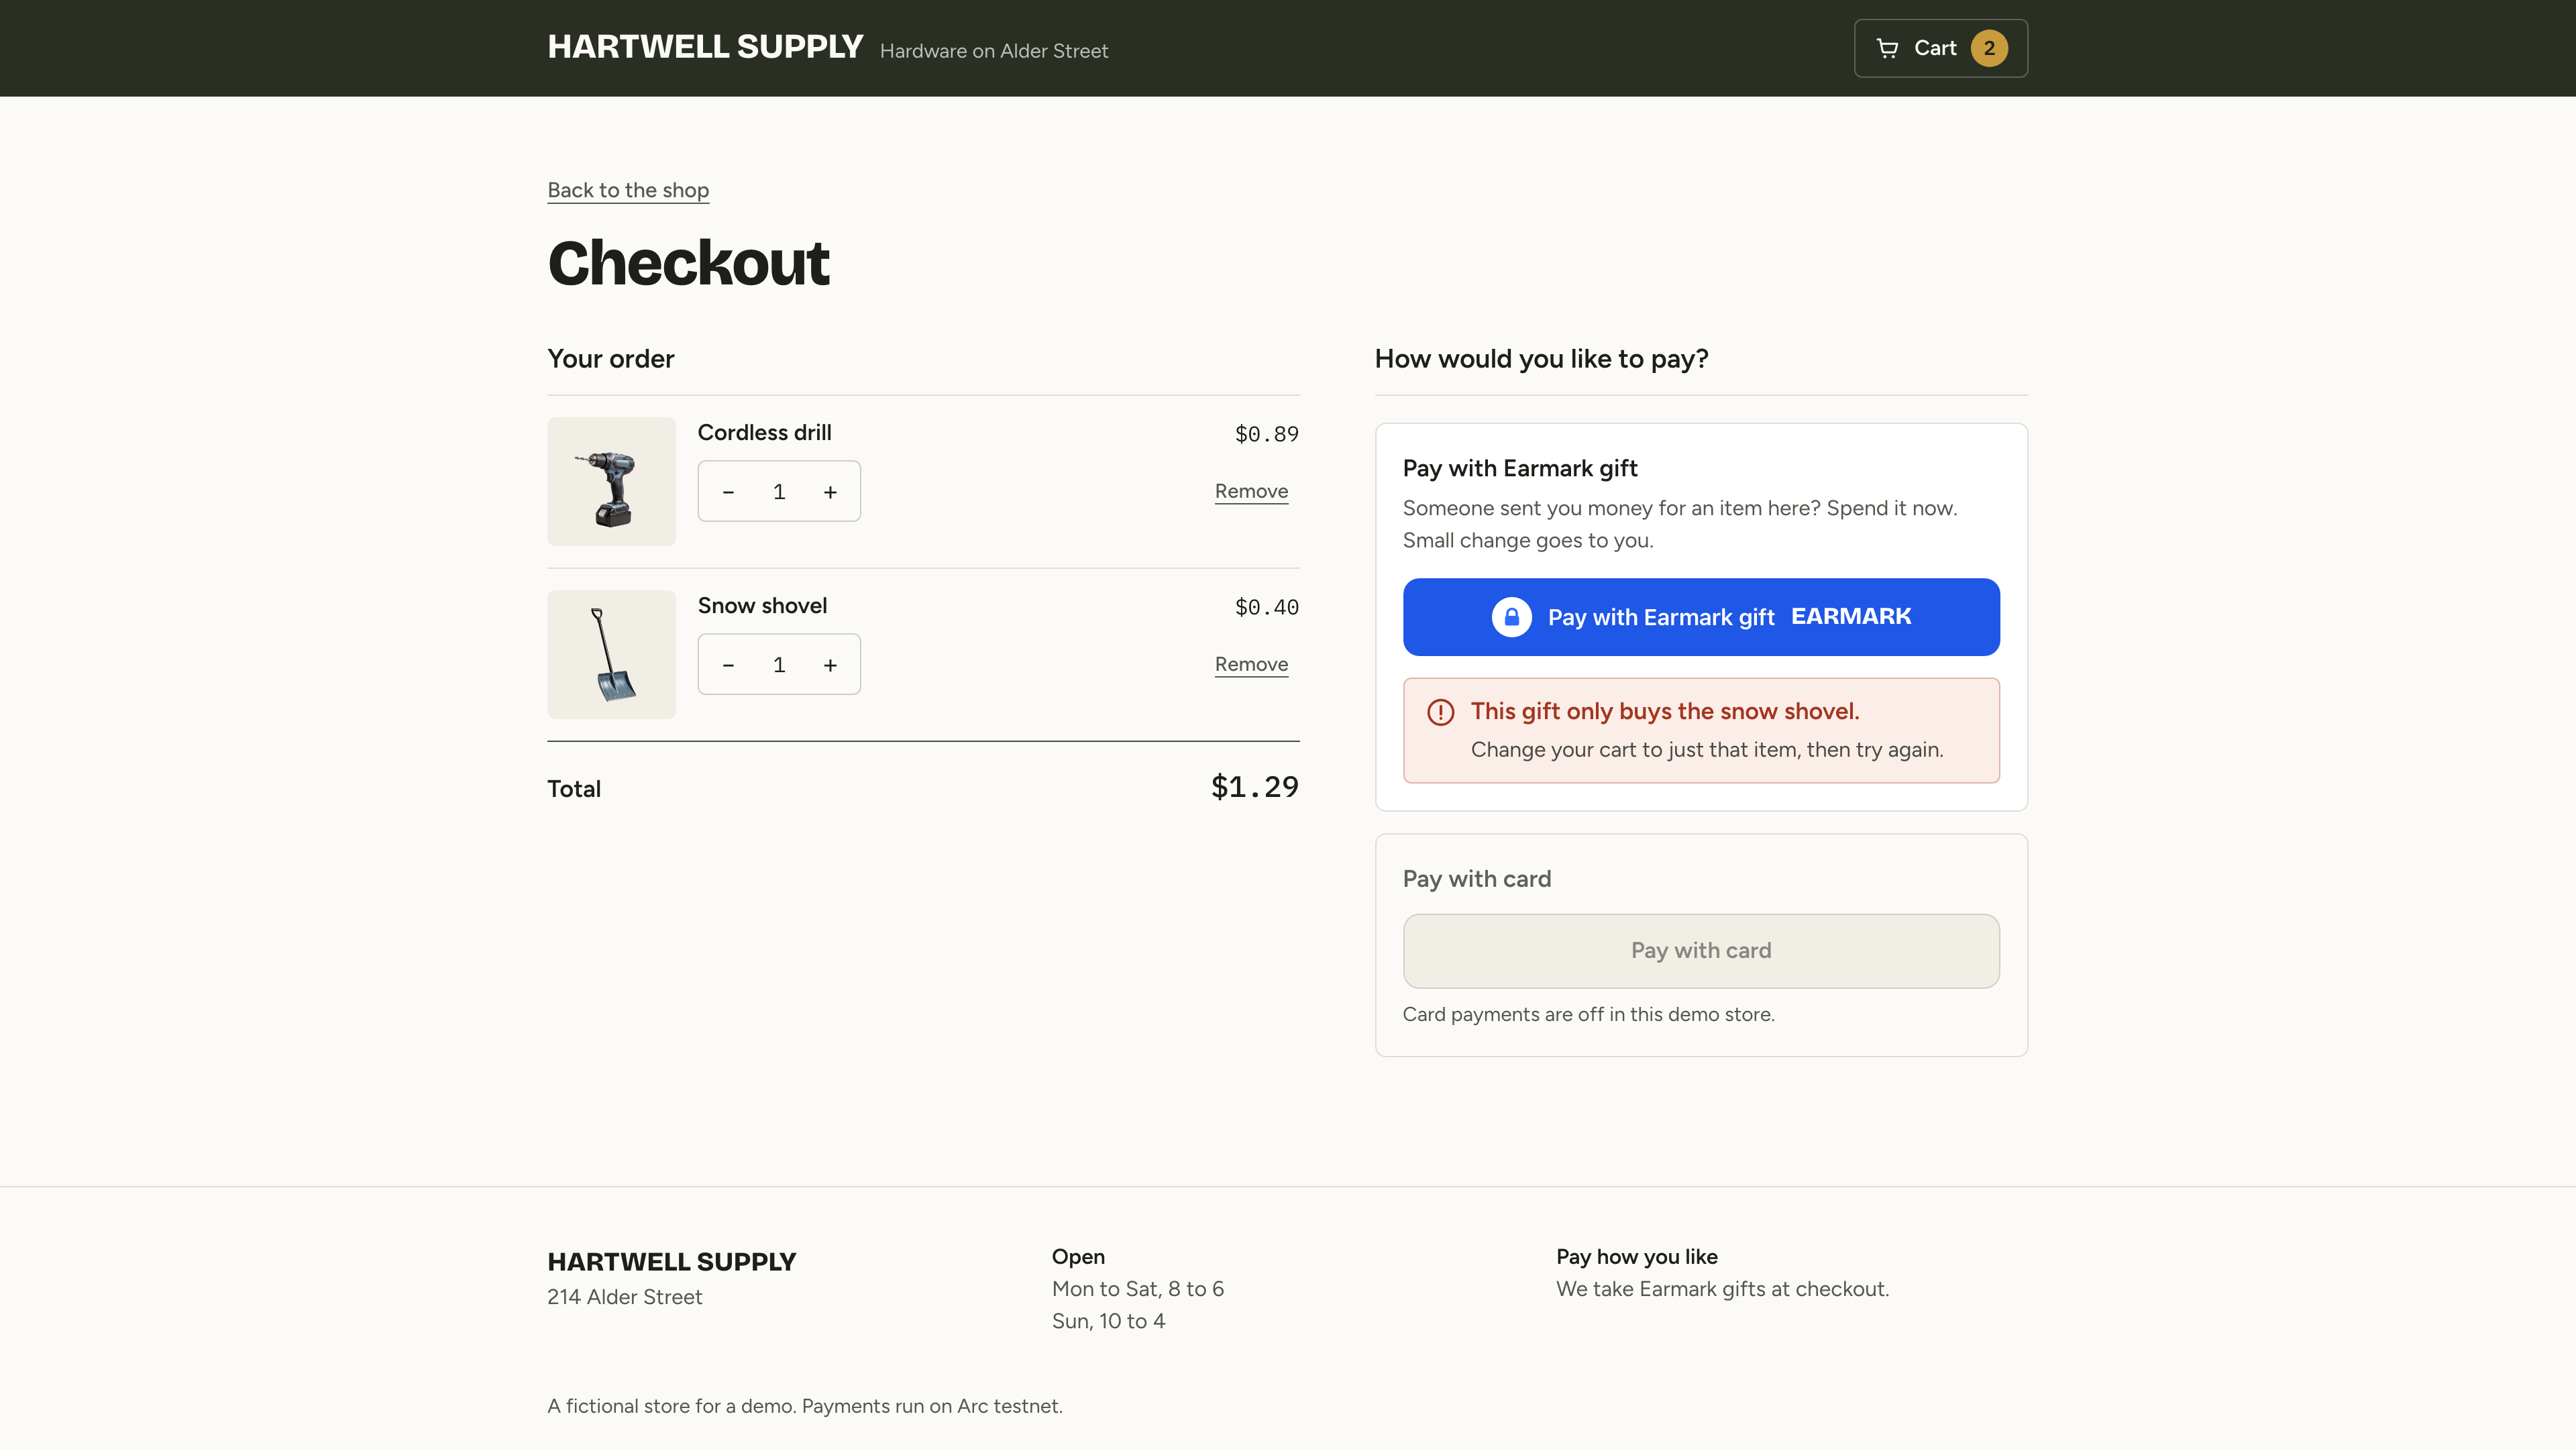 HARTWELL SUPPLY Hardware on Alder Street
Cart 2
Back to the shop
Checkout
Your order
Cordless drill
$0.89
− 1 +
Remove
Snow shovel
$0.40
− 1 +
Remove
Total
$1.29
How would you like to pay?
Pay with Earmark gift
Someone sent you money for an item here? Spend it now.
Small change goes to you.
Pay with Earmark gift EARMARK
This gift only buys the snow shovel.
Change your cart to just that item, then try again.
Pay with card
Pay with card
Card payments are off in this demo store.
HARTWELL SUPPLY
214 Alder Street
Open
Mon to Sat, 8 to 6
Sun, 10 to 4
Pay how you like
We take Earmark gifts at checkout.
A fictional store for a demo. Payments run on Arc testnet.